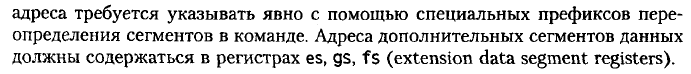 адреса требуется указывать явно с помощью специальных префиксов пере-
определения сегментов в команде. Адреса дополнительных сегментов данных
должны содержаться в регистрах es, gs, fs (extension data segment registers).